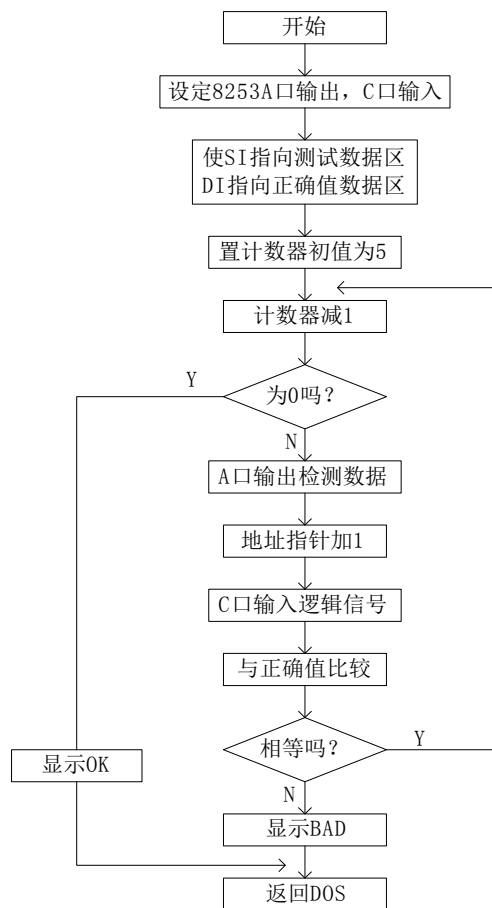 开始
设定8253A口输出，C口输入
使SI指向测试数据区
DI指向正确值数据区
置计数器初值为5
计数器减1
Y
为0吗？
N
A口输出检测数据
地址指针加1
C口输入逻辑信号
与正确值比较
相等吗？
Y
显示OK
N
显示BAD
返回DOS